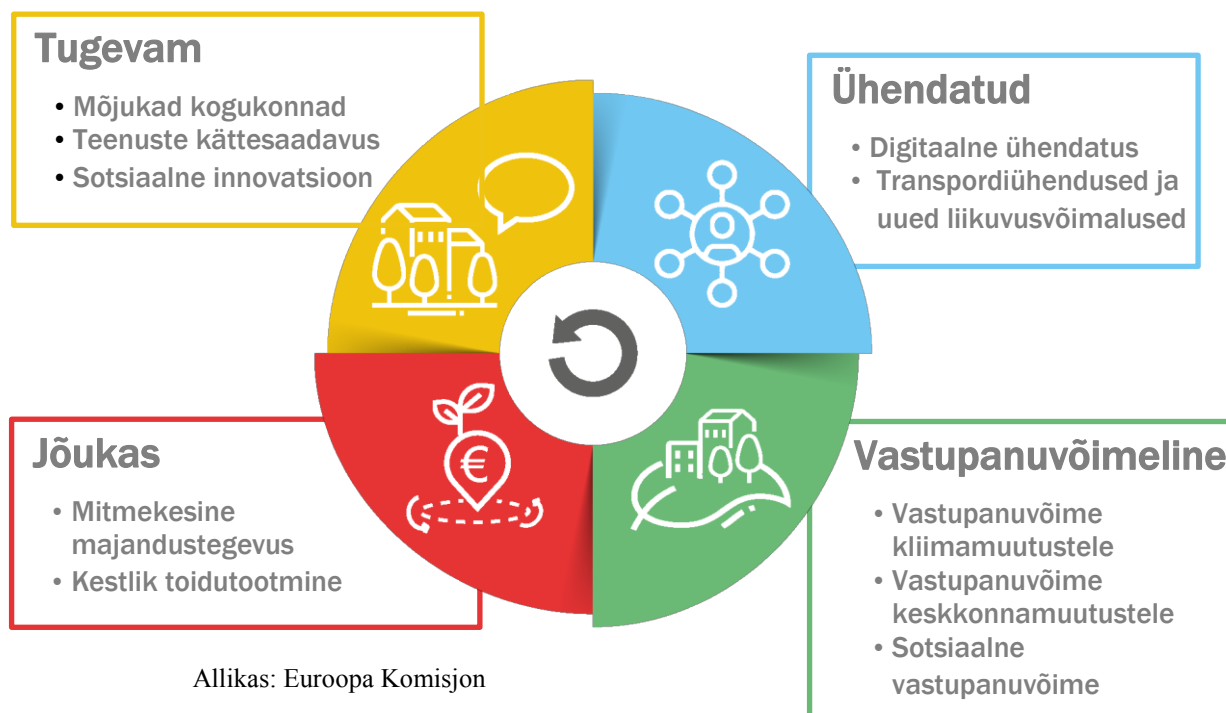 Tugevam
• Mõjukad kogukonnad
• Teenuste kättesaadavus
• Sotsiaalne innovatsioon
Ühendatud
• Digitaalne ühendatus
• Transpordiühendused ja
uued liikuvusvõimalused
€
Jõukas
• Mitmekesine
majandustegevus
• Kestlik toidutootmine
Vastupanuvõimeline
• Vastupanuvõime
kliimamuutustele
• Vastupanuvõime
keskkonnamuutustele
• Sotsiaalne
vastupanuvõime
Allikas: Euroopa Komisjon